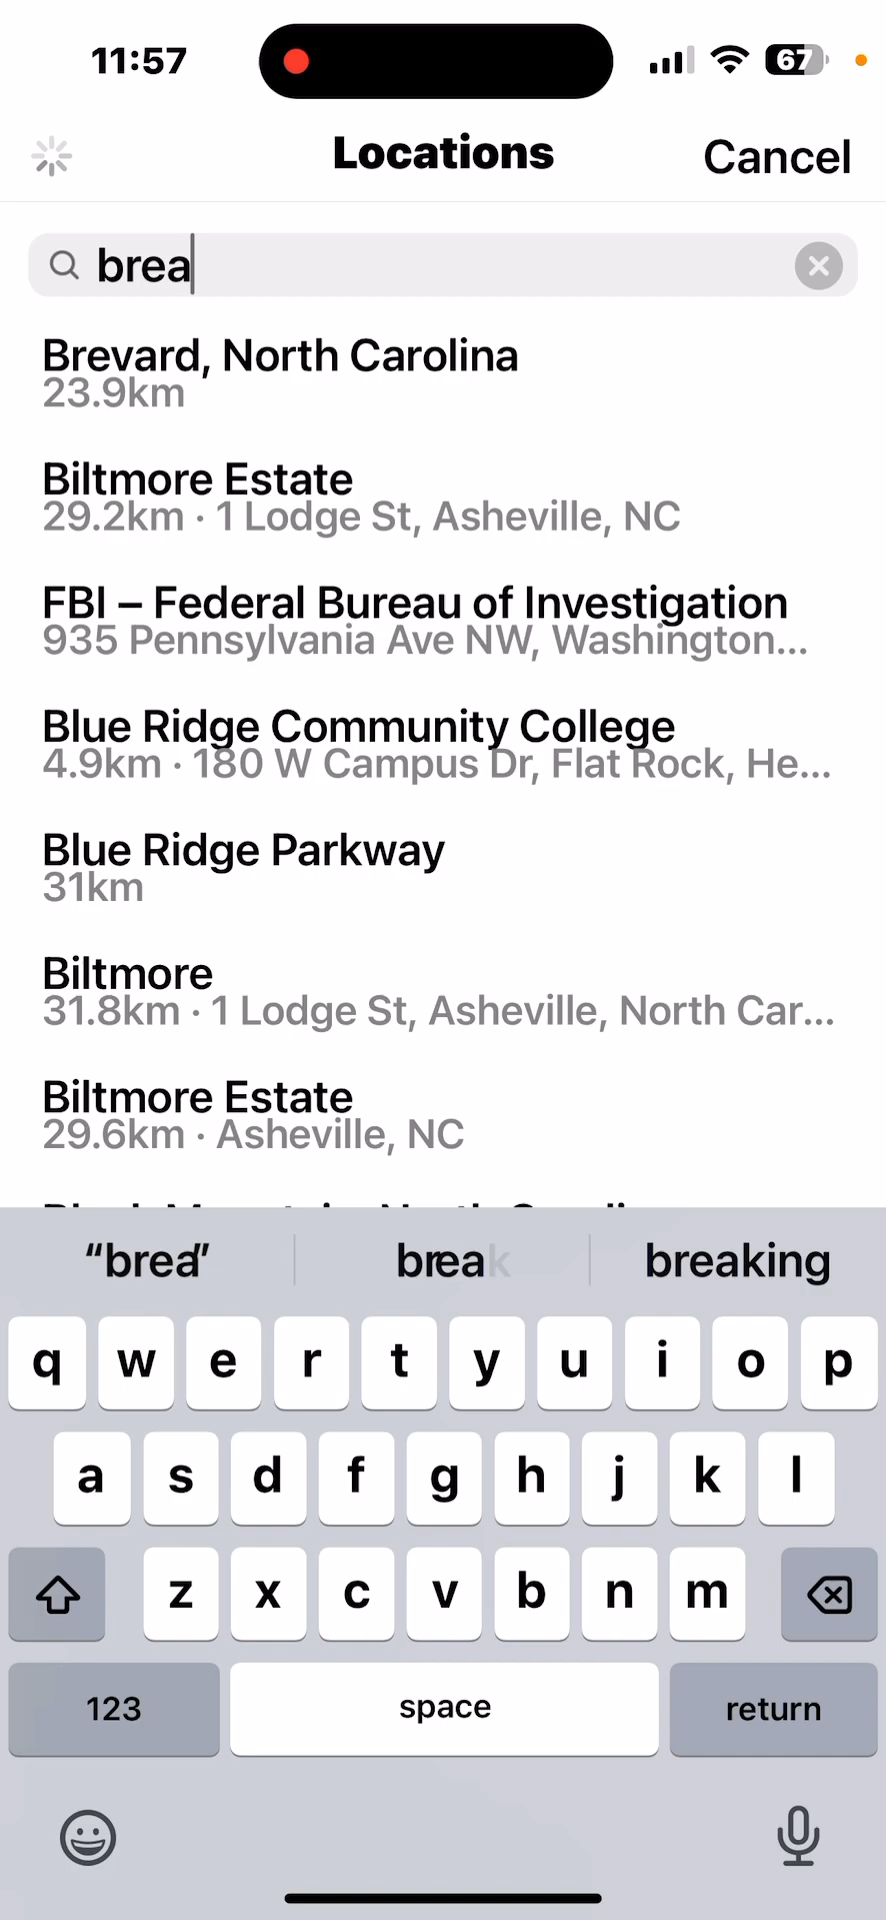 11:57
67
Locations
Cancel
brea
Brevard, North Carolina
23.9km
Biltmore Estate
29.2km · 1 Lodge St, Asheville, NC
FBI – Federal Bureau of Investigation
935 Pennsylvania Ave NW, Washington...
Blue Ridge Community College
4.9km · 180 W Campus Dr, Flat Rock, He...
Blue Ridge Parkway
31km
Biltmore
31.8km · 1 Lodge St, Asheville, North Car...
Biltmore Estate
29.6km · Asheville, NC
“brea” break breaking
q w e r t y u i o p
a s d f g h j k l
z x c v b n m
123 space return